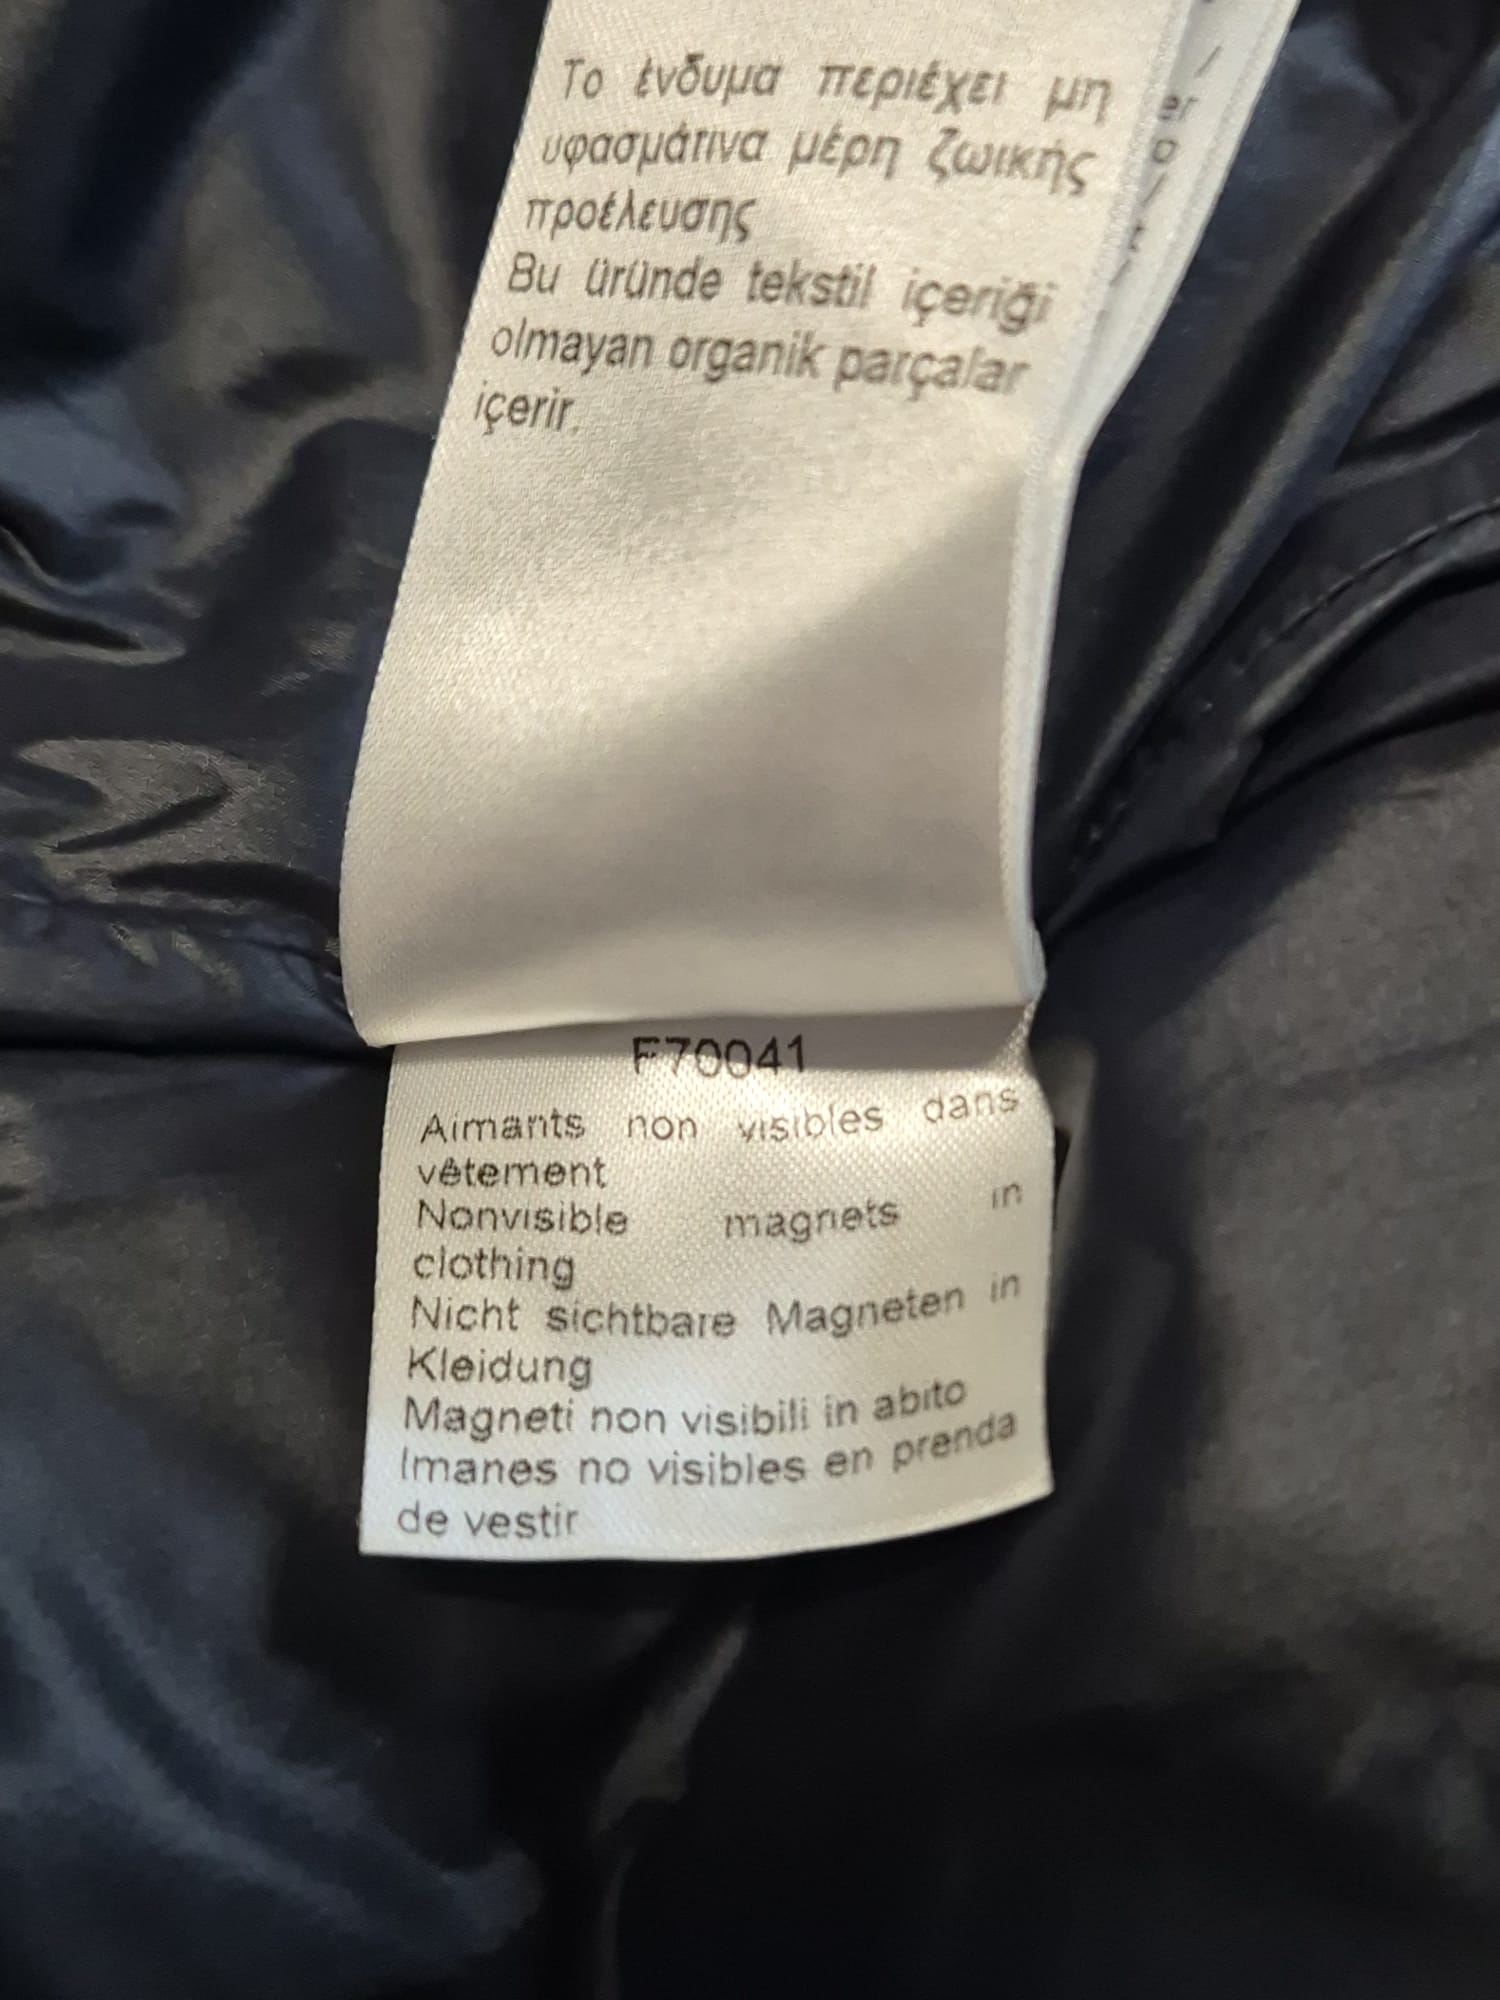 Το ένδυμα περιέχει μη
υφασμάτινα μέρη ζωικής
προέλευσης
Bu üründe tekstil içeriği
olmayan organik parçalar
içerir.
er
F70041
Aimants non visibles dans
vêtement
Nonvisible magnets in
clothing
Nicht sichtbare Magneten in
Kleidung
Magneti non visibili in abito
Imanes no visibles en prenda
de vestir